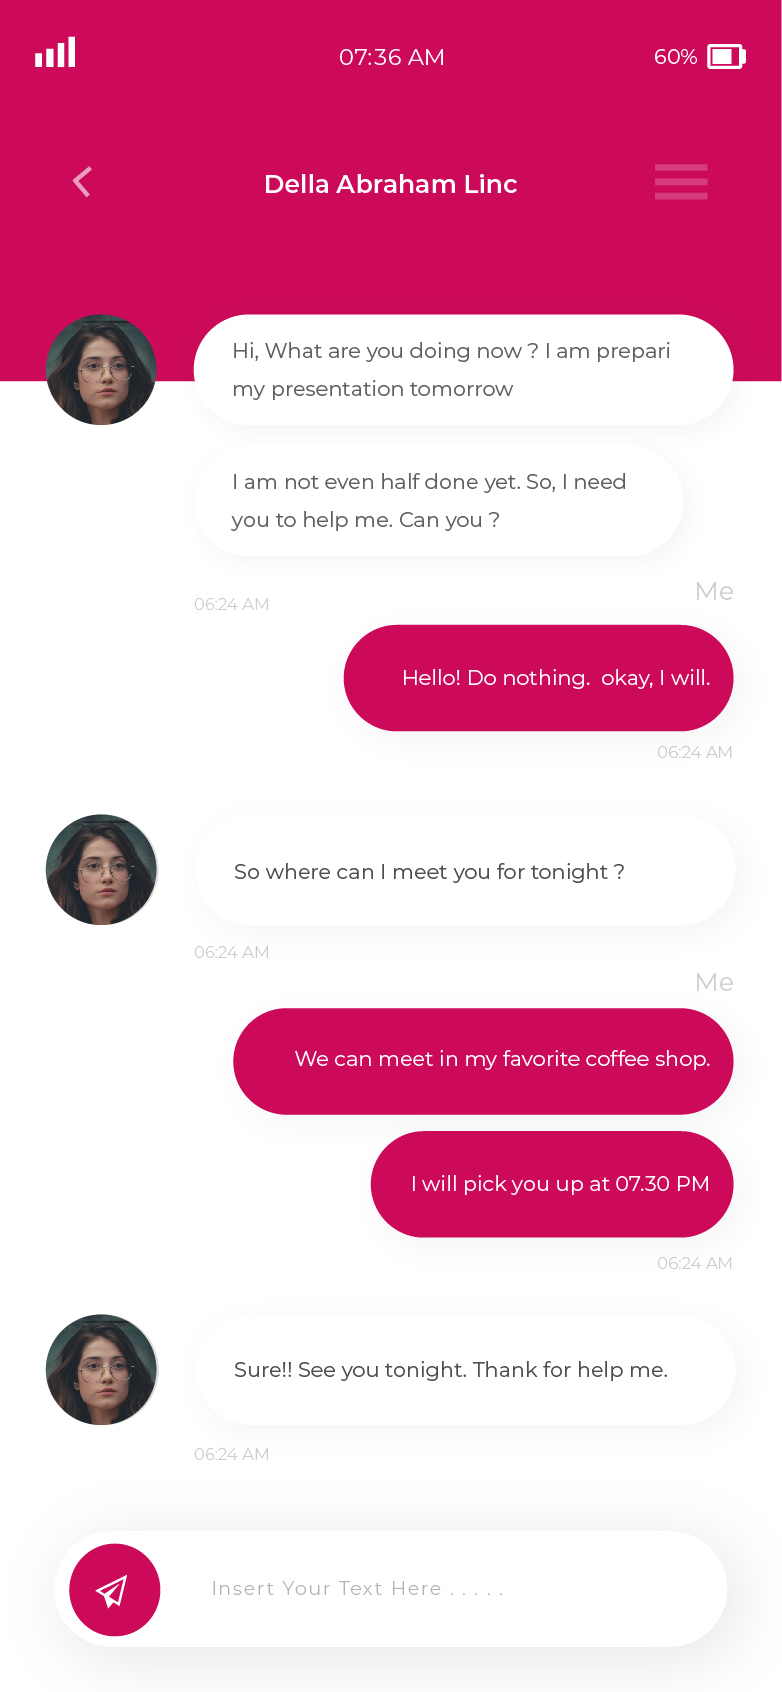 07:36 AM
60%
Della Abraham Linc
Hi, What are you doing now ? I am prepari
my presentation tomorrow
I am not even half done yet. So, I need
you to help me. Can you ?
06:24 AM
Me
Hello! Do nothing.  okay, I will.
06:24 AM
So where can I meet you for tonight ?
06:24 AM
Me
We can meet in my favorite coffee shop.
I will pick you up at 07.30 PM
06:24 AM
Sure!! See you tonight. Thank for help me.
06:24 AM
Insert Your Text Here . . . . .